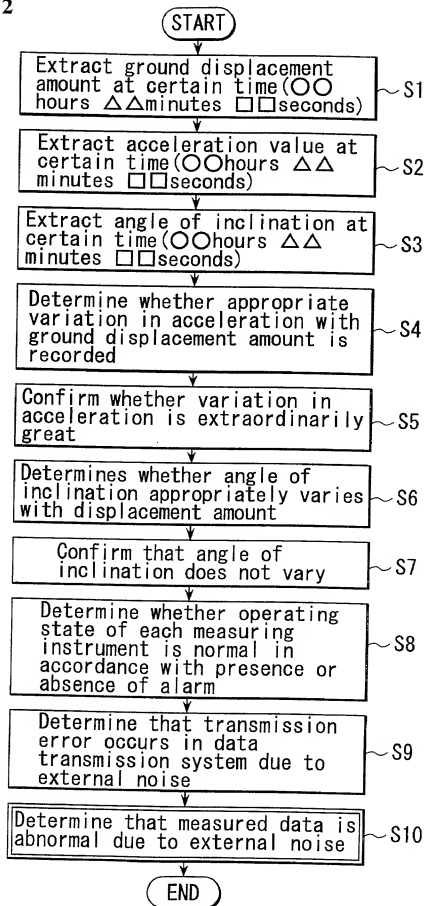 2
START
Extract ground displacement
amount at certain time(○○
hours △△minutes □□seconds)
S1
Extract acceleration value at
certain time(○○hours △△
minutes □□seconds)
S2
Extract angle of inclination at
certain time(○○hours △△
minutes □□seconds)
S3
Determine whether appropriate
variation in acceleration with
ground displacement amount is
recorded
S4
Confirm whether variation in
acceleration is extraordinarily
great
S5
Determines whether angle of
inclination appropriately varies
with displacement amount
S6
Confirm that angle of
inclination does not vary
S7
Determine whether operating
state of each measuring
instrument is normal in
accordance with presence or
absence of alarm
S8
Determine that transmission
error occurs in data
transmission system due to
external noise
S9
Determine that measured data is
abnormal due to external noise
S10
END